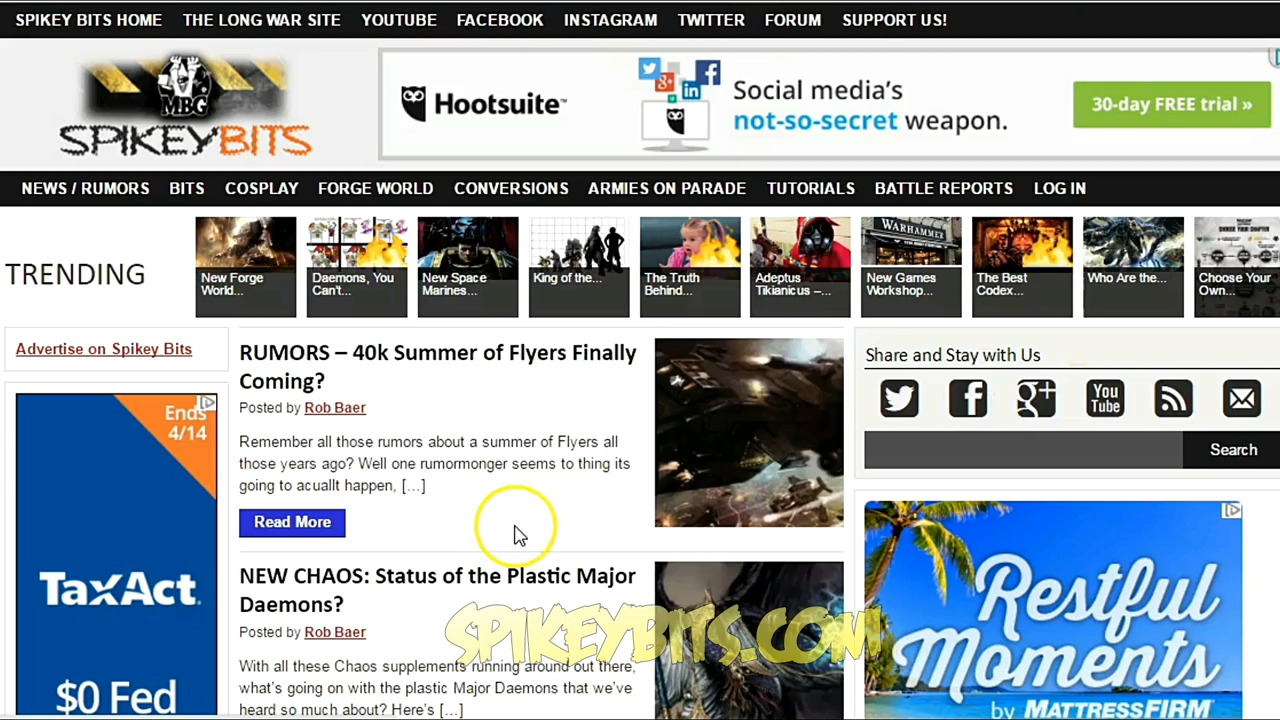 SPIKEY BITS HOME THE LONG WAR SITE YOUTUBE FACEBOOK INSTAGRAM TWITTER FORUM SUPPORT US!
MBG
SPIKEYBITS
Hootsuite™
Social media's
not-so-secret weapon.
30-day FREE trial »
NEWS / RUMORS BITS COSPLAY FORGE WORLD CONVERSIONS ARMIES ON PARADE TUTORIALS BATTLE REPORTS LOG IN
TRENDING
New Forge
World...
Daemons, You
Can't...
New Space
Marines...
King of the...
The Truth
Behind...
Adeptus
Tikianicus –...
WARHAMMER
New Games
Workshop...
The Best
Codex...
Who Are the...
CHOOSE YOUR CHAPTER
Choose Your
Own...
Advertise on Spikey Bits
Ends
4/14
TaxAct.
$0 Fed
RUMORS – 40k Summer of Flyers Finally
Coming?
Posted by Rob Baer
Remember all those rumors about a summer of Flyers all
those years ago? Well one rumormonger seems to thing its
going to acuallt happen, [...]
Read More
NEW CHAOS: Status of the Plastic Major
Daemons?
Posted by Rob Baer
With all these Chaos supplements running around out there,
what's going on with the plastic Major Daemons that we've
heard so much about? Here's [...]
SPIKEYBITS.COM
Share and Stay with Us
You
Tube
Search
Restful
Moments
by MATTRESSFIRM